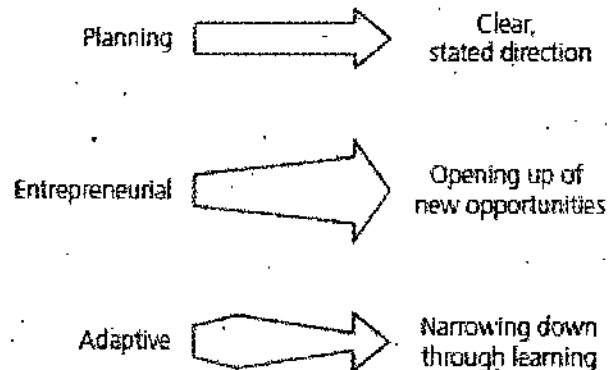 Planning
Clear,
stated direction
Entrepreneurial
Opening up of
new opportunities
Adaptive
Narrowing down
through learning